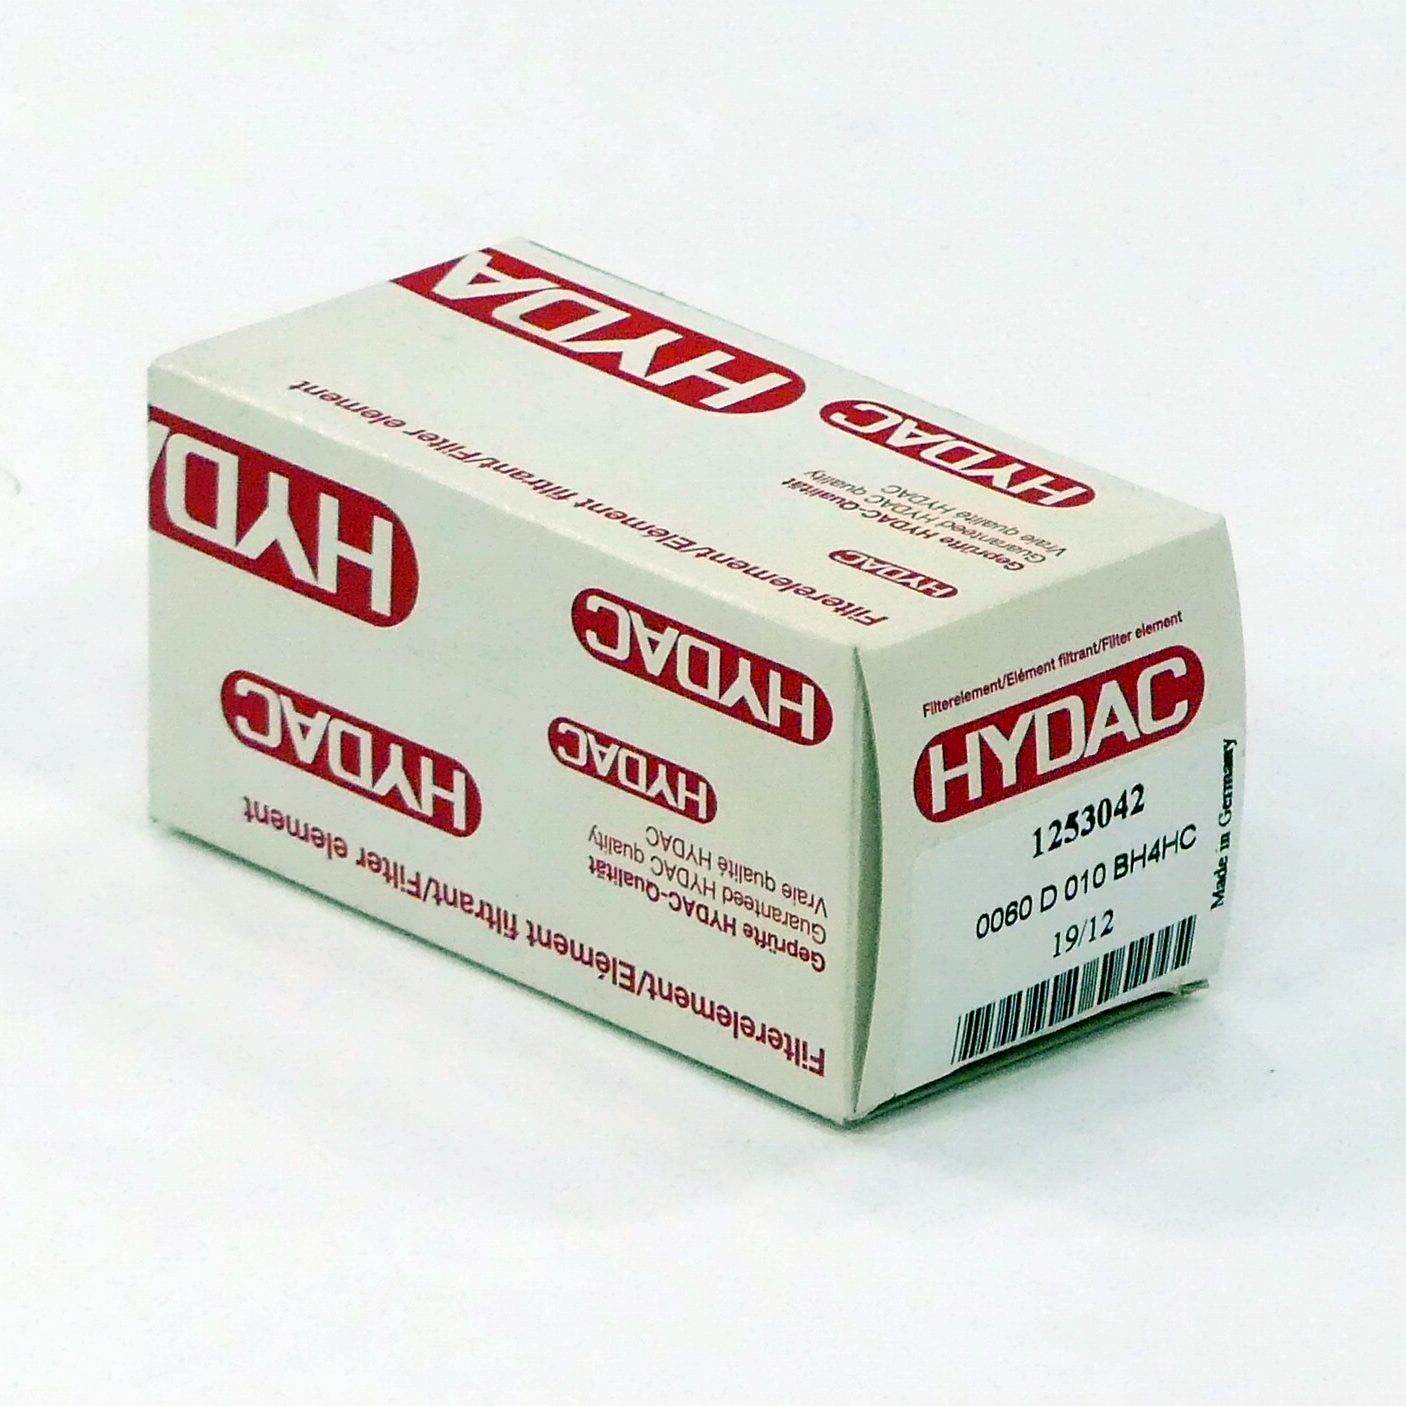 HYDA
HYDAC
Geprüfte HYDAC-Qualität
Guaranteed HYDAC quality
Vraie qualité HYDAC
HYDAC
Filterelement/Elément filtrant/Filter element
Filterelement/Elément filtrant/Filter element
Geprüfte HYDAC-Qualität
Guaranteed HYDAC quality
Vraie qualité HYDAC
HYDAC
HYDAC
HYDAC
HYDA
Filterelement/Elément filtrant/Filter element
HYDAC
1253042
0060 D 010 BH4HC
19/12
Made in Germany